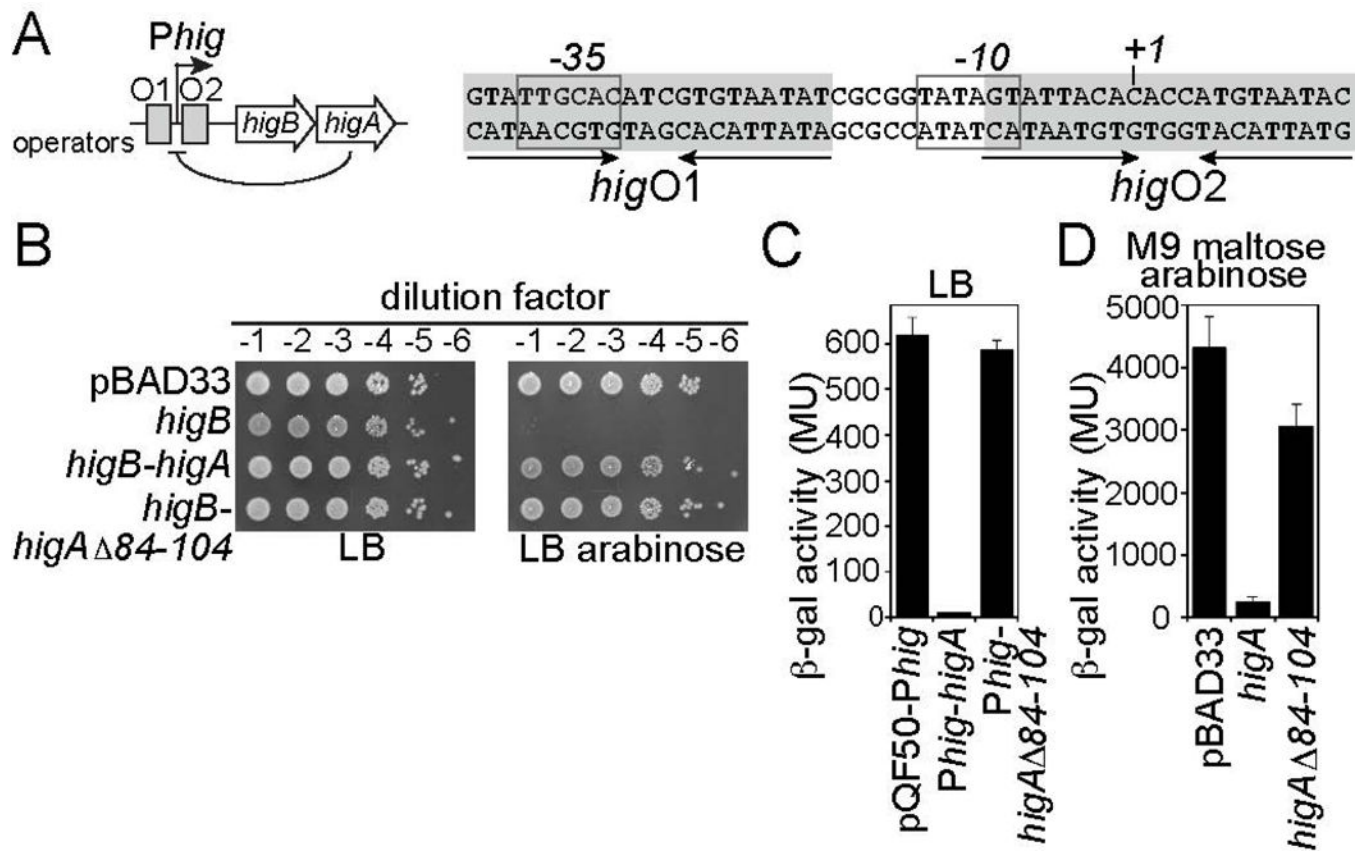 A
Phig
O1 O2
operators
higB higA
-35 -10 +1
GTATTGCACATCGTGTAATATCGCGGTATAGTATTACACACCATGTAATAC
CATAACGTGTAGCACATTATAGCGCCATATCATAATGTGTGGTACATTATG
higO1 higO2
B
dilution factor
-1 -2 -3 -4 -5 -6 -1 -2 -3 -4 -5 -6
pBAD33
higB
higB-higA
higB-
higAΔ84-104
LB LB arabinose
C
LB
β-gal activity (MU)
600
500
400
300
200
100
0
pQF50-Phig
Phig-higA
Phig-
higAΔ84-104
D
M9 maltose
arabinose
β-gal activity (MU)
5000
4000
3000
2000
1000
0
pBAD33
higA
higAΔ84-104